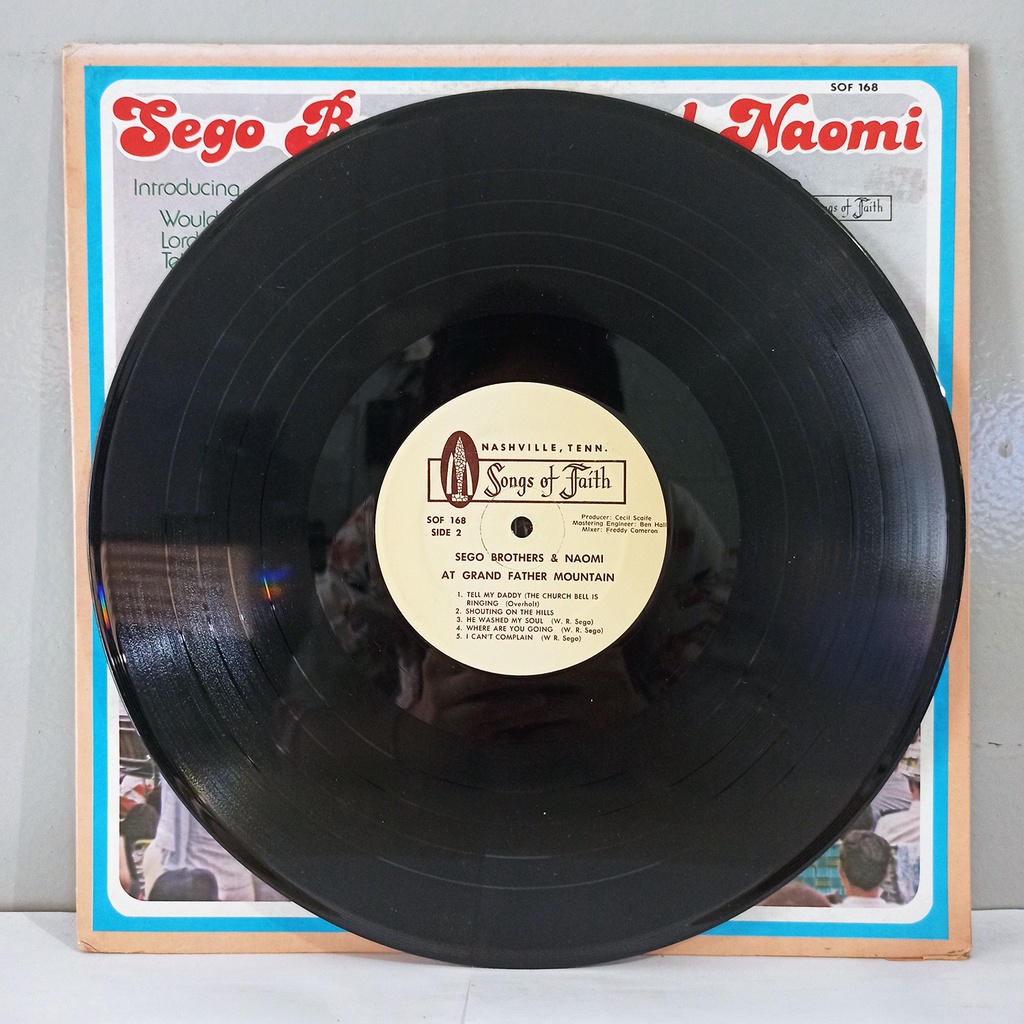 SOF 168
Sego B Naomi
Introducing
Would
Lord
Te
ngs of Faith
NASHVILLE, TENN.
Songs of Faith
SOF 168
SIDE 2
Producer: Cecil Scaife
Mastering Engineer: Ben Hall
Mixer: Freddy Cameron
SEGO BROTHERS & NAOMI
AT GRAND FATHER MOUNTAIN
1. TELL MY DADDY (THE CHURCH BELL IS
RINGING (Overholt)
2. SHOUTING ON THE HILLS
3. HE WASHED MY SOUL (W. R. Sego)
4. WHERE ARE YOU GOING (W. R. Sego)
5. I CAN'T COMPLAIN (W R. Sego)